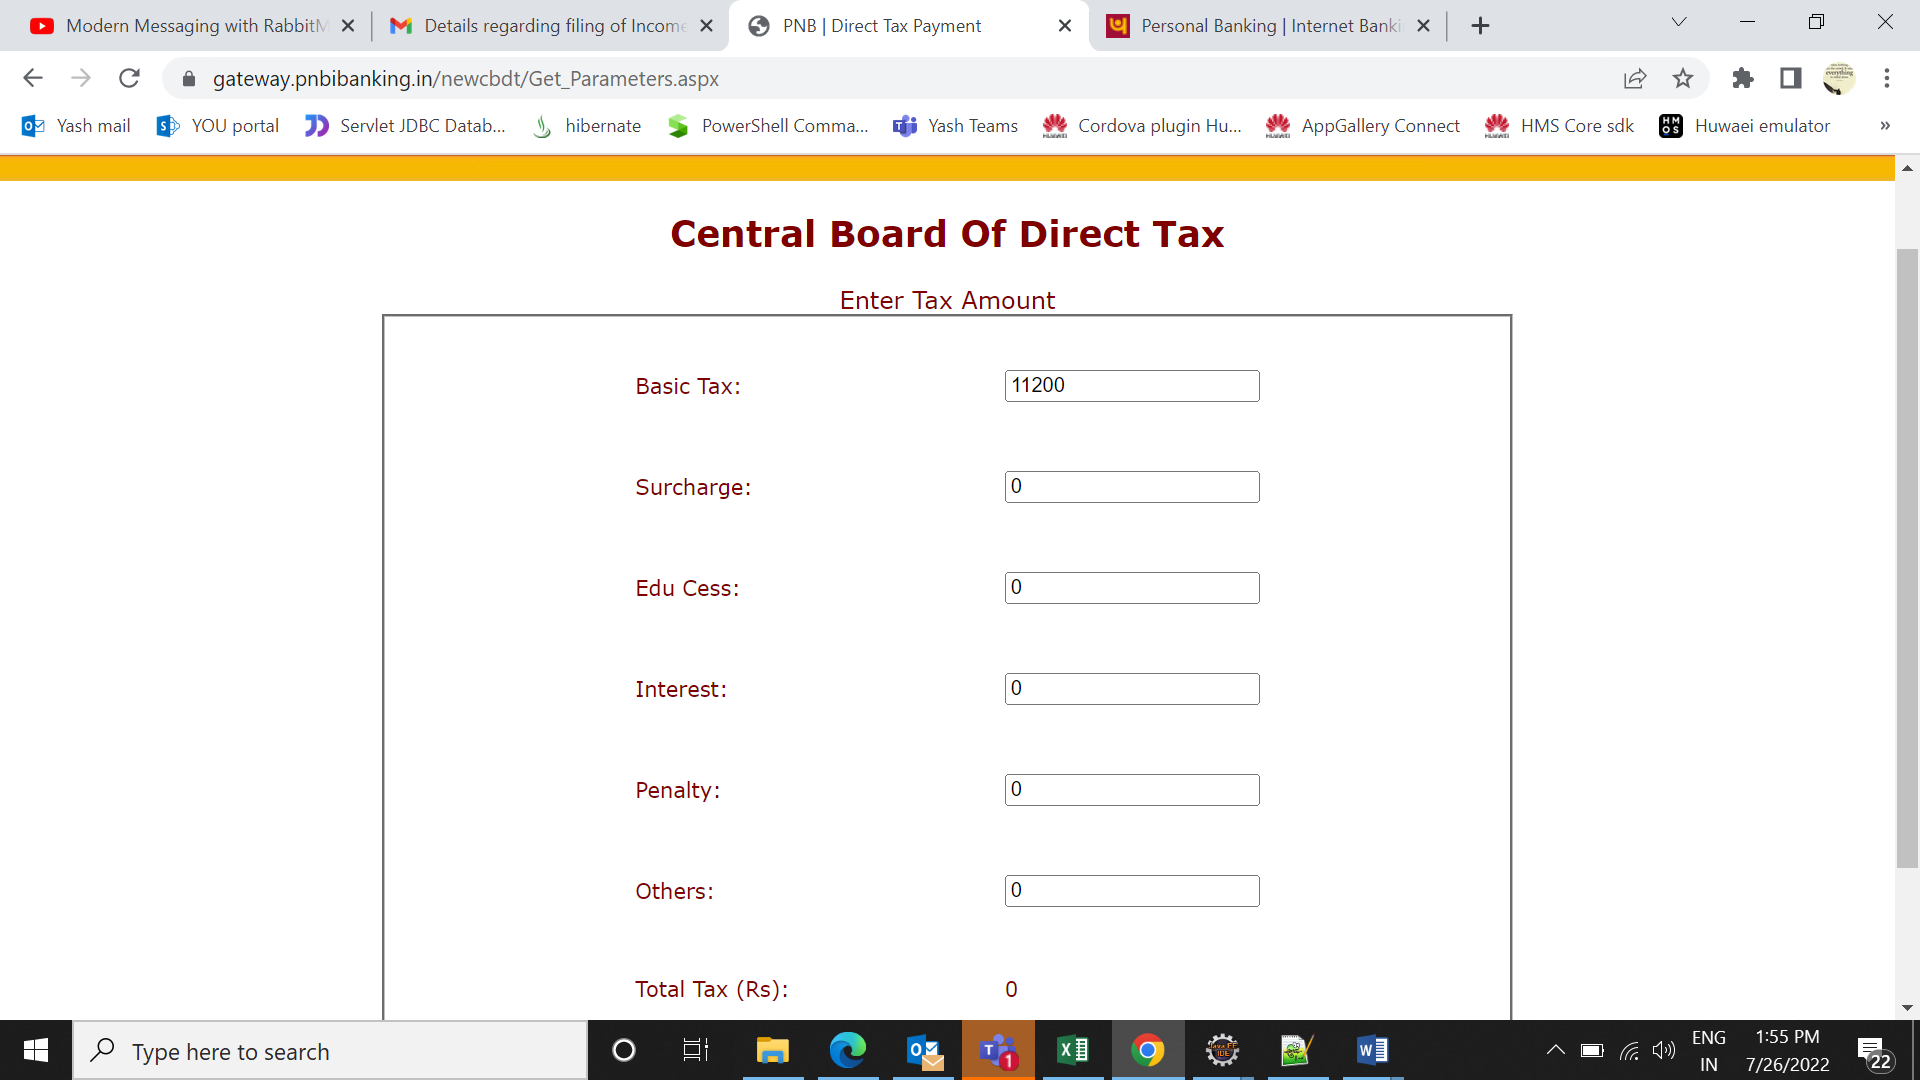 Modern Messaging with RabbitM
Details regarding filing of Income
PNB | Direct Tax Payment
Personal Banking | Internet Banki
gateway.pnbibanking.in/newcbdt/Get_Parameters.aspx
Yash mail
YOU portal
Servlet JDBC Datab...
hibernate
PowerShell Comma...
Yash Teams
Cordova plugin Hu...
AppGallery Connect
HMS Core sdk
Huwaei emulator
»
Central Board Of Direct Tax
Enter Tax Amount
Basic Tax: 11200
Surcharge: 0
Edu Cess: 0
Interest: 0
Penalty: 0
Others: 0
Total Tax (Rs): 0
Type here to search
1
ENG
IN
1:55 PM
7/26/2022
22